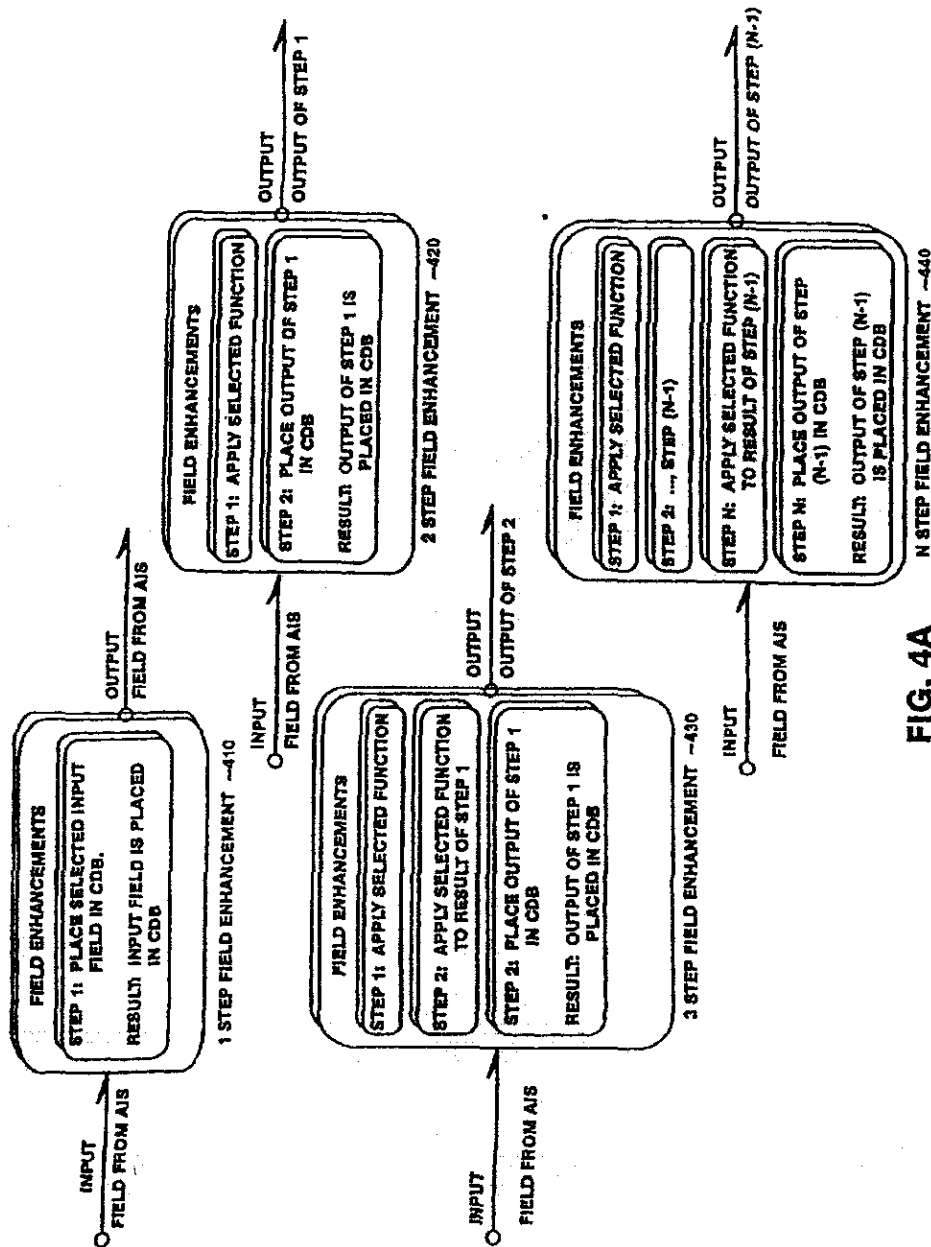 INPUT
FIELD FROM AIS
FIELD ENHANCEMENTS
STEP 1: PLACE SELECTED INPUT
FIELD IN CDB.
RESULT: INPUT FIELD IS PLACED
IN CDB
OUTPUT
FIELD FROM AIS
1 STEP FIELD ENHANCEMENT ~410
INPUT
FIELD FROM AIS
FIELD ENHANCEMENTS
STEP 1: APPLY SELECTED FUNCTION
STEP 2: PLACE OUTPUT OF STEP 1
IN CDB
RESULT: OUTPUT OF STEP 1 IS
PLACED IN CDB
OUTPUT
OUTPUT OF STEP 1
2 STEP FIELD ENHANCEMENT ~420
INPUT
FIELD FROM AIS
FIELD ENHANCEMENTS
STEP 1: APPLY SELECTED FUNCTION
STEP 2: APPLY SELECTED FUNCTION
TO RESULT OF STEP 1
STEP 2: PLACE OUTPUT OF STEP 1
IN CDB
RESULT: OUTPUT OF STEP 1 IS
PLACED IN CDB
OUTPUT
OUTPUT OF STEP 2
3 STEP FIELD ENHANCEMENT ~430
INPUT
FIELD FROM AIS
FIELD ENHANCEMENTS
STEP 1: APPLY SELECTED FUNCTION
STEP 2: ..., STEP (N-1)
STEP N: APPLY SELECTED FUNCTION
TO RESULT OF STEP (N-1)
STEP N: PLACE OUTPUT OF STEP
(N-1) IN CDB
RESULT: OUTPUT OF STEP (N-1)
IS PLACED IN CDB
OUTPUT
OUTPUT OF STEP (N-1)
N STEP FIELD ENHANCEMENT ~440
FIG. 4A